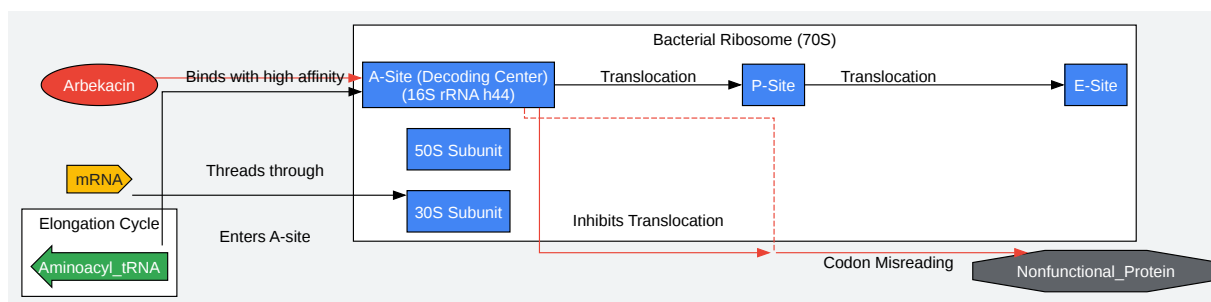 Bacterial Ribosome (70S)
Arbekacin
Binds with high affinity
A-Site (Decoding Center)
(16S rRNA h44)
Translocation
P-Site
Translocation
E-Site
50S Subunit
mRNA
Threads through
30S Subunit
Elongation Cycle
Enters A-site
Inhibits Translocation
Aminoacyl_tRNA
Codon Misreading
Nonfunctional_Protein